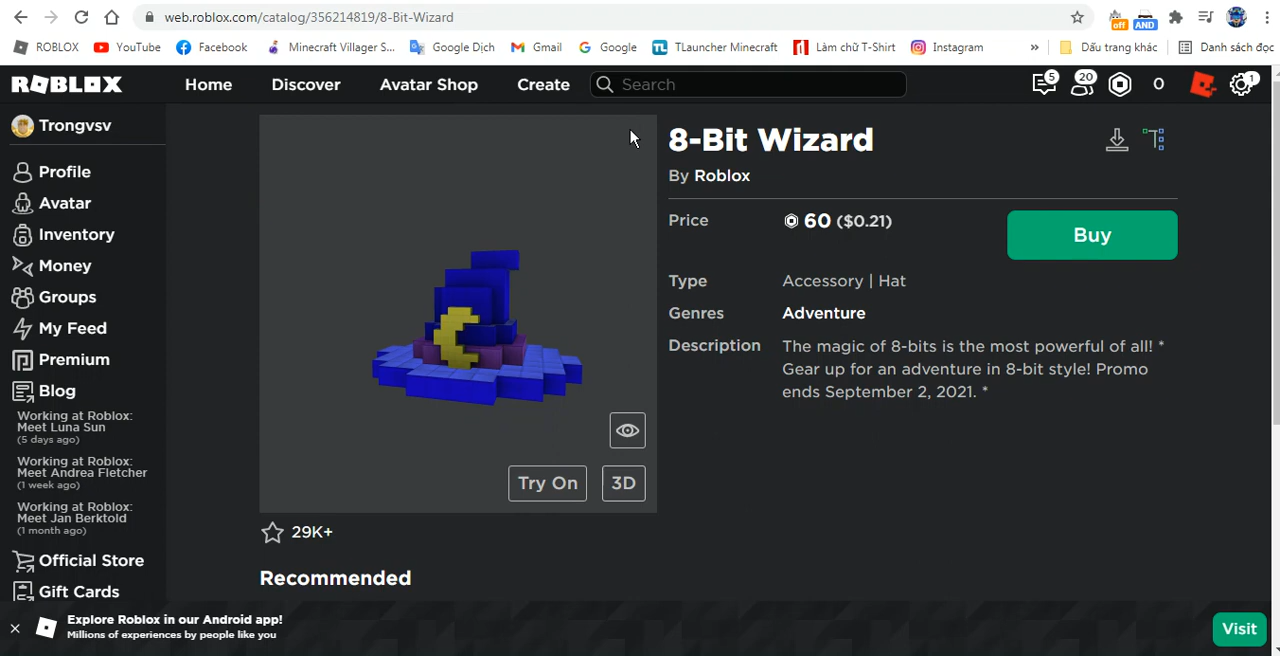 web.roblox.com/catalog/356214819/8-Bit-Wizard
off AND
ROBLOX YouTube Facebook Minecraft Villager S... Google Dịch Gmail Google TLauncher Minecraft Làm chữ T-Shirt Instagram » Dấu trang khác Danh sách đọc
ROBLOX Home Discover Avatar Shop Create Search 5 20 0 1
Trongvsv
Profile
Avatar
Inventory
Money
Groups
My Feed
Premium
Blog
Working at Roblox:
Meet Luna Sun
(5 days ago)
Working at Roblox:
Meet Andrea Fletcher
(1 week ago)
Working at Roblox:
Meet Jan Berktold
(1 month ago)
Official Store
Gift Cards
8-Bit Wizard
By Roblox
Price 60 ($0.21) Buy
Type Accessory | Hat
Genres Adventure
Description The magic of 8-bits is the most powerful of all! *
Gear up for an adventure in 8-bit style! Promo
ends September 2, 2021. *
Try On 3D
29K+
Recommended
Explore Roblox in our Android app!
Millions of experiences by people like you
Visit